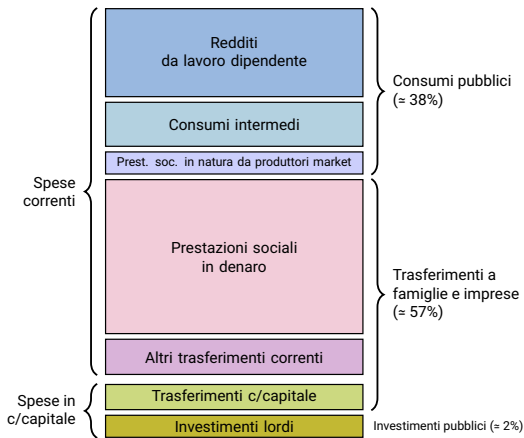 Redditi
da lavoro dipendente
Consumi intermedi
Prest. soc. in natura da produttori market
Prestazioni sociali
in denaro
Altri trasferimenti correnti
Trasferimenti c/capitale
Investimenti lordi
Spese
correnti
Spese in
c/capitale
Consumi pubblici
(≈ 38%)
Trasferimenti a
famiglie e imprese
(≈ 57%)
Investimenti pubblici (≈ 2%)